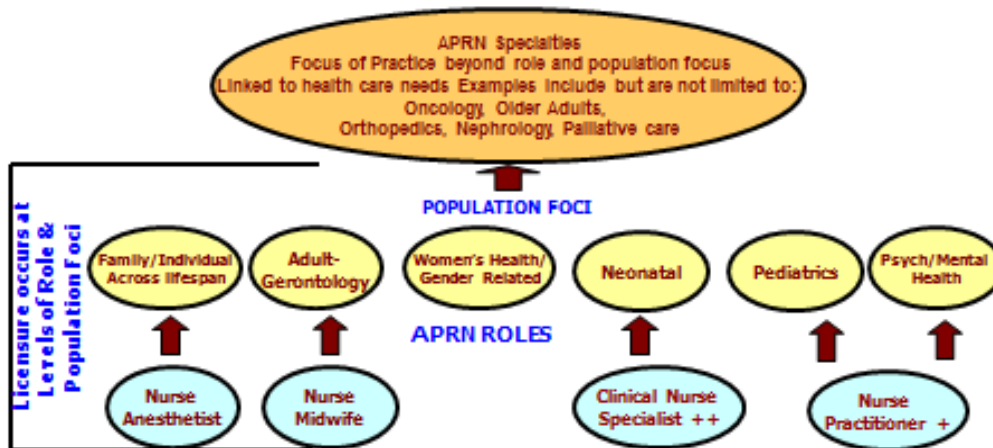 APRN Specialties
Focus of Practice beyond role and population focus
Linked to health care needs Examples include but are not limited to:
Oncology, Older Adults,
Orthopedics, Nephrology, Palliative care
Licensure occurs at
Levels of Role &
Population Foci
POPULATION FOCI
Family/Individual
Across lifespan
Adult-
Gerontology
Women's Health/
Gender Related
Neonatal
Pediatrics
Psych/Mental
Health
APRN ROLES
Nurse
Anesthetist
Nurse
Midwife
Clinical Nurse
Specialist ++
Nurse
Practitioner +